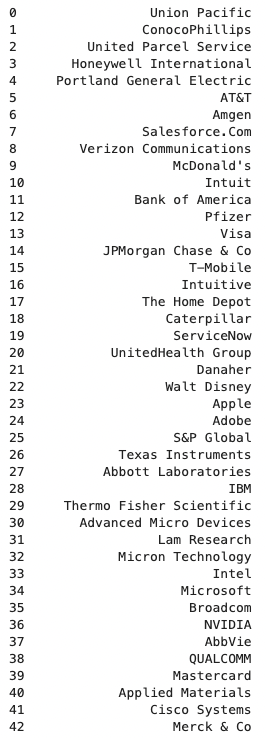 0 Union Pacific
1 ConocoPhillips
2 United Parcel Service
3 Honeywell International
4 Portland General Electric
5 AT&T
6 Amgen
7 Salesforce.Com
8 Verizon Communications
9 McDonald's
10 Intuit
11 Bank of America
12 Pfizer
13 Visa
14 JPMorgan Chase & Co
15 T-Mobile
16 Intuitive
17 The Home Depot
18 Caterpillar
19 ServiceNow
20 UnitedHealth Group
21 Danaher
22 Walt Disney
23 Apple
24 Adobe
25 S&P Global
26 Texas Instruments
27 Abbott Laboratories
28 IBM
29 Thermo Fisher Scientific
30 Advanced Micro Devices
31 Lam Research
32 Micron Technology
33 Intel
34 Microsoft
35 Broadcom
36 NVIDIA
37 AbbVie
38 QUALCOMM
39 Mastercard
40 Applied Materials
41 Cisco Systems
42 Merck & Co